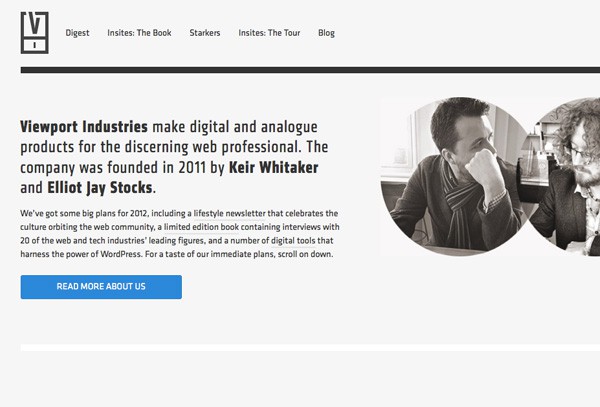 VI
Digest Insites: The Book Starkers Insites: The Tour Blog
Viewport Industries make digital and analogue
products for the discerning web professional. The
company was founded in 2011 by Keir Whitaker
and Elliot Jay Stocks.
We've got some big plans for 2012, including a lifestyle newsletter that celebrates the
culture orbiting the web community, a limited edition book containing interviews with
20 of the web and tech industries' leading figures, and a number of digital tools that
harness the power of WordPress. For a taste of our immediate plans, scroll on down.
READ MORE ABOUT US